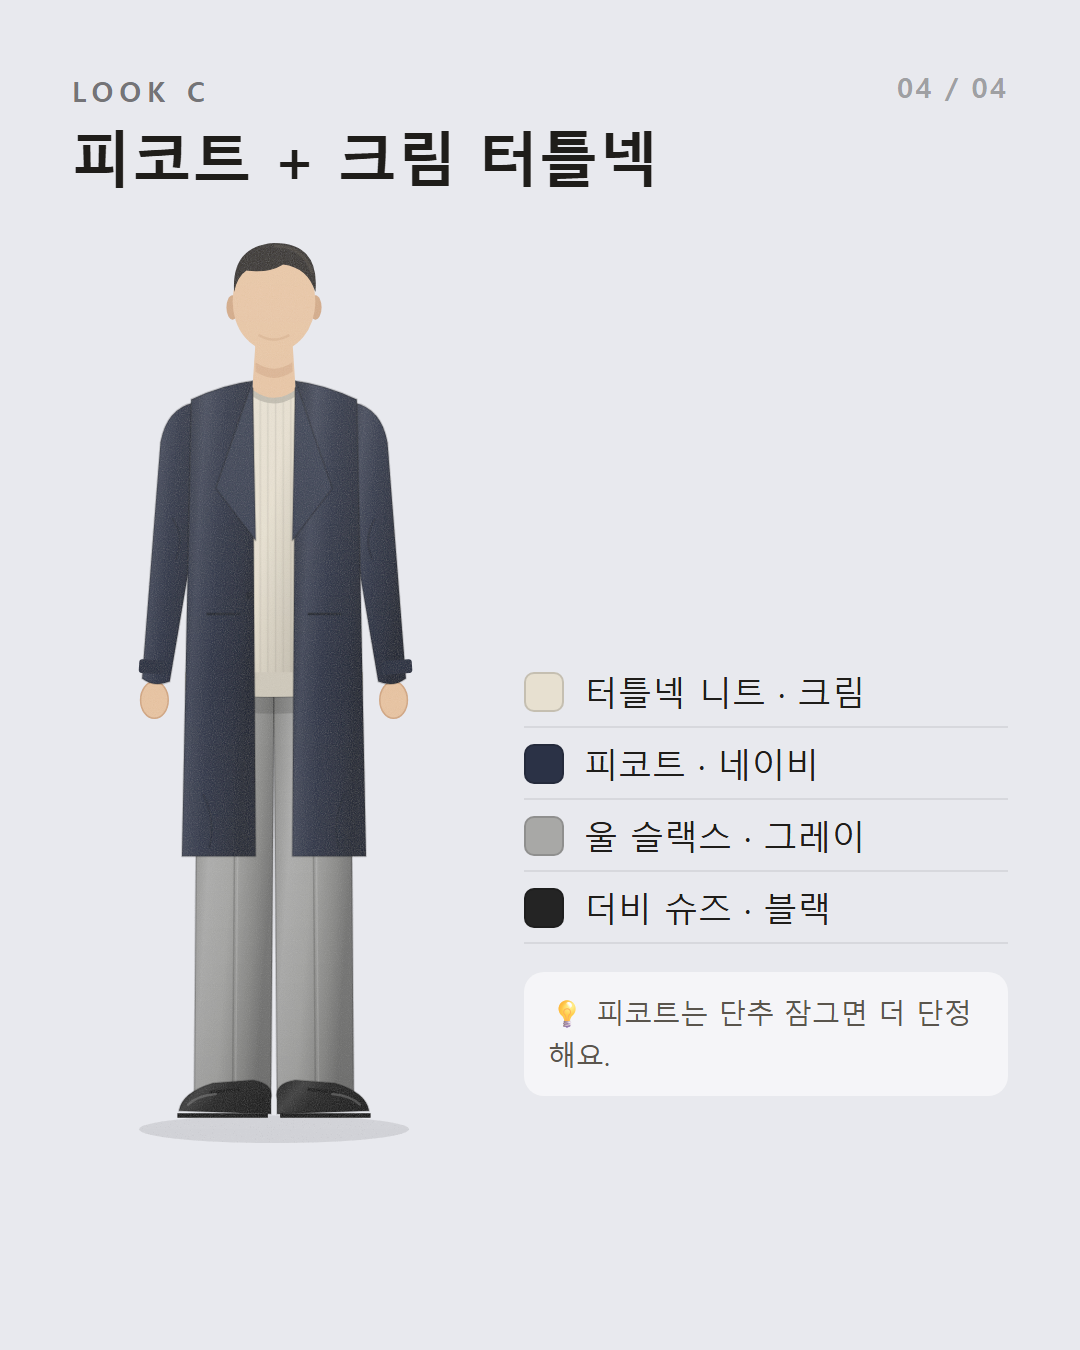 LOOK C
04 / 04
피코트 + 크림 터틀넥
터틀넥 니트 · 크림
피코트 · 네이비
울 슬랙스 · 그레이
더비 슈즈 · 블랙
💡 피코트는 단추 잠그면 더 단정
해요.